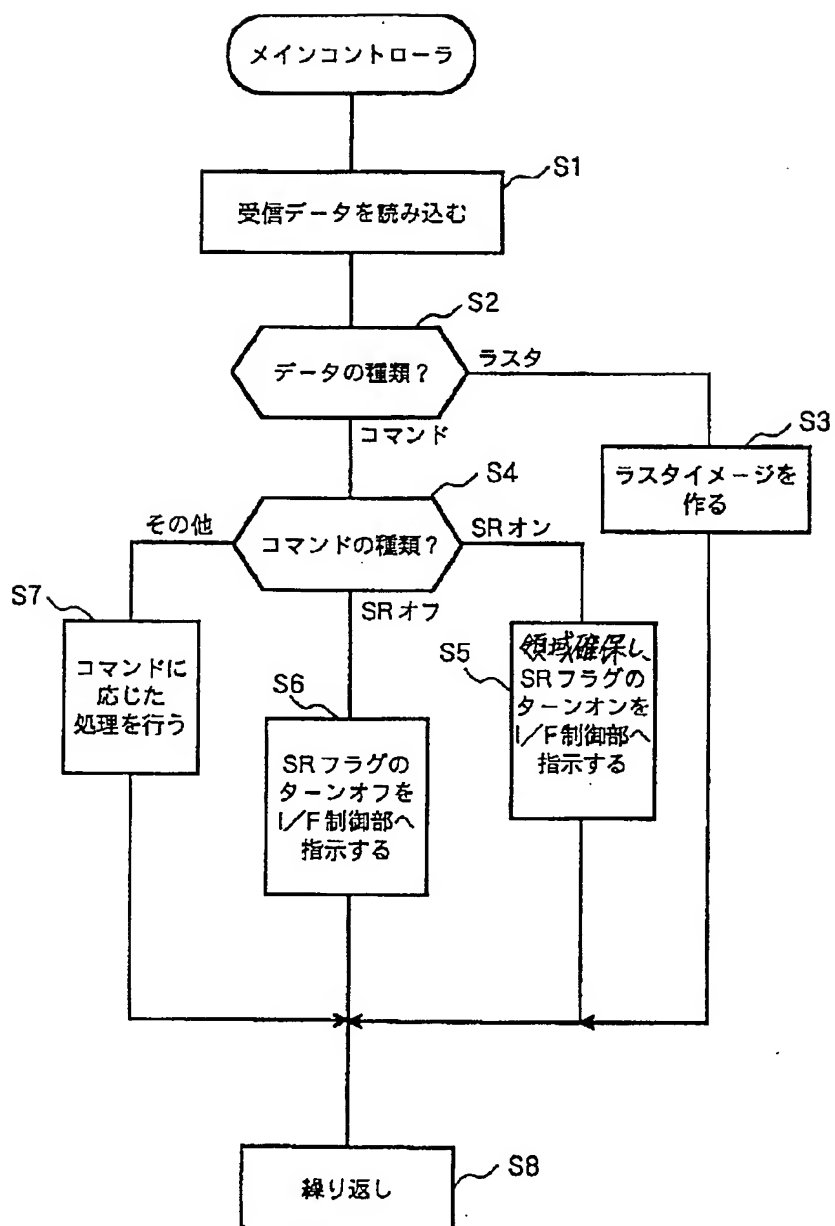 メインコントローラ
S1
受信データを読み込む
S2
データの種類？
ラスタ
コマンド
S3
ラスタイメージを
作る
S4
その他
コマンドの種類？
SRオン
SRオフ
S7
コマンドに
応じた
処理を行う
S6
SRフラグの
ターンオフを
I/F制御部へ
指示する
S5
領域確保し、
SRフラグの
ターンオンを
I/F制御部へ
指示する
S8
繰り返し